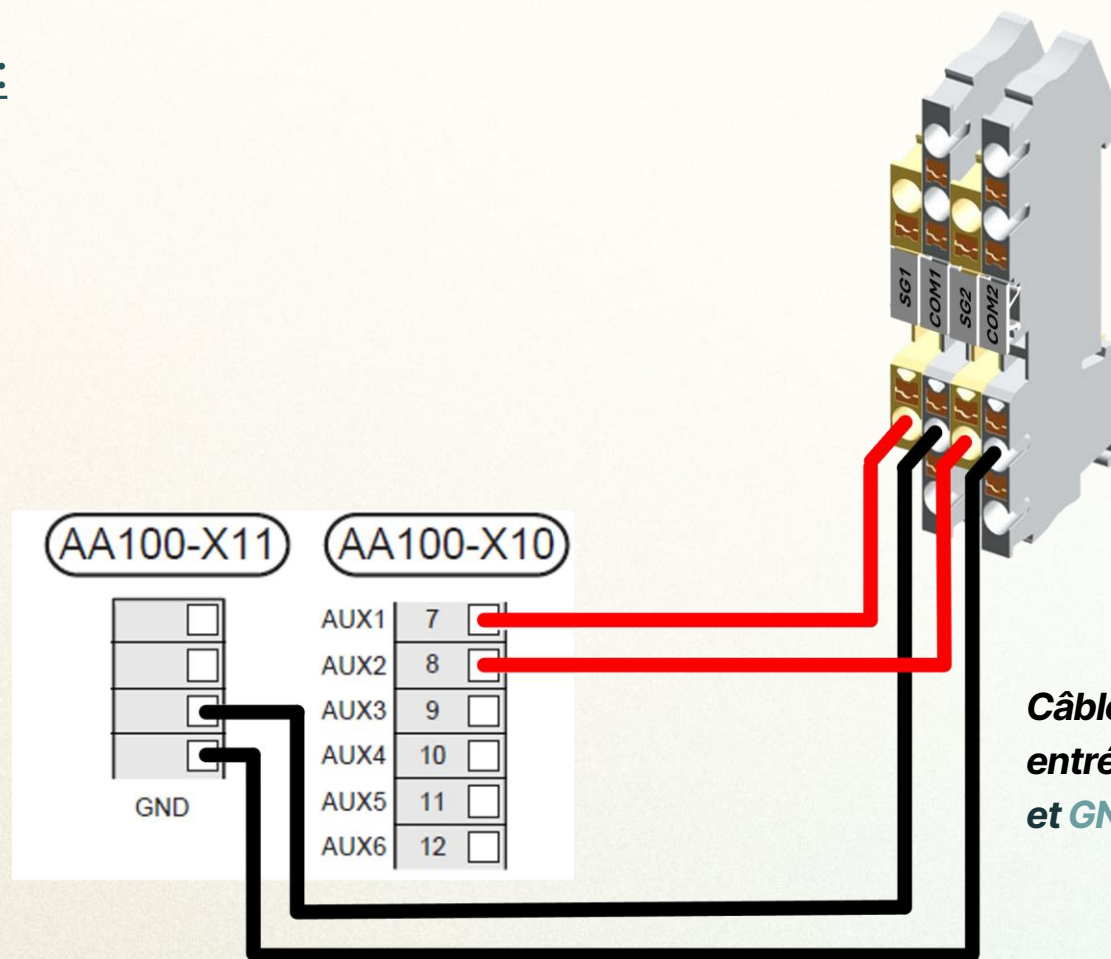 :
SG1 COM1 SG2 COM2
AA100-X11 AA100-X10
AUX1 7
AUX2 8
AUX3 9
AUX4 10
AUX5 11
AUX6 12
GND
Câble
entré
et GN